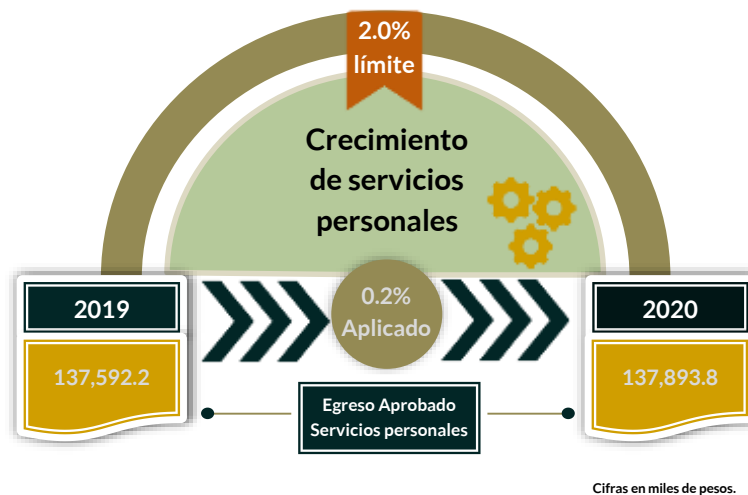 2.0%
límite
Crecimiento
de servicios
personales
2019
0.2%
Aplicado
2020
137,592.2
137,893.8
Egreso Aprobado
Servicios personales
Cifras en miles de pesos.